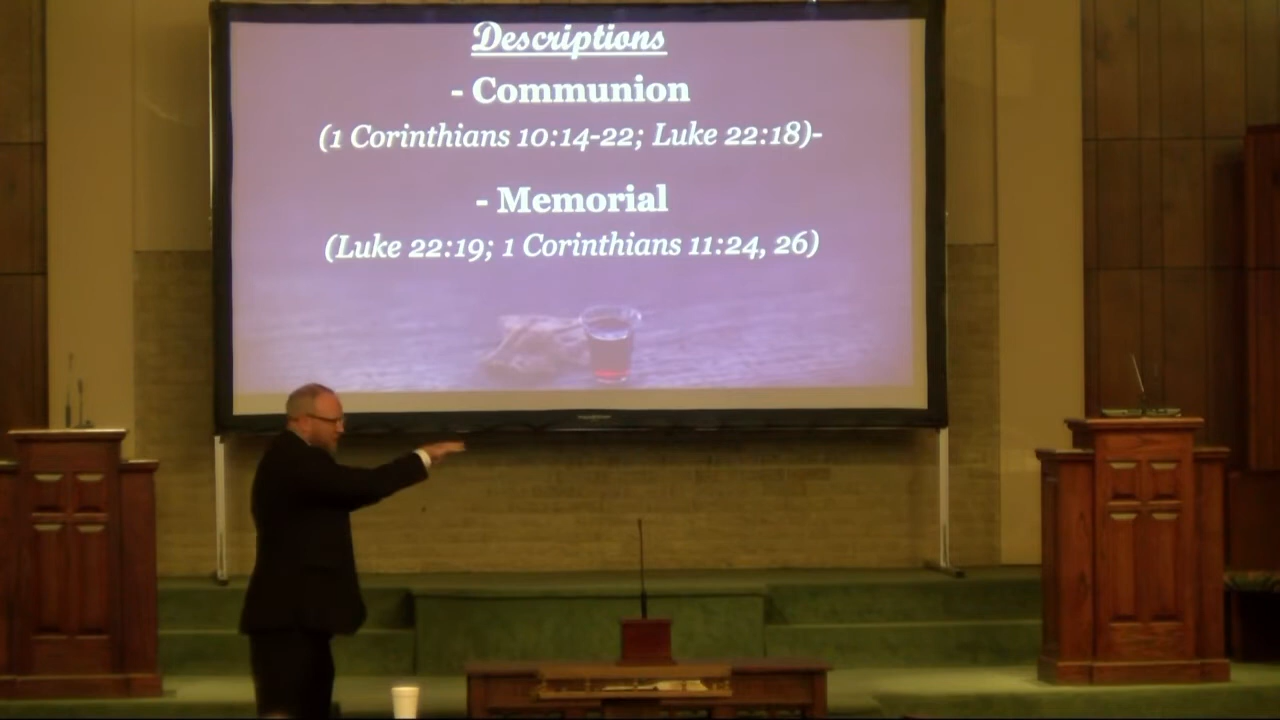 Descriptions
- Communion
(1 Corinthians 10:14-22; Luke 22:18)-
- Memorial
(Luke 22:19; 1 Corinthians 11:24, 26)